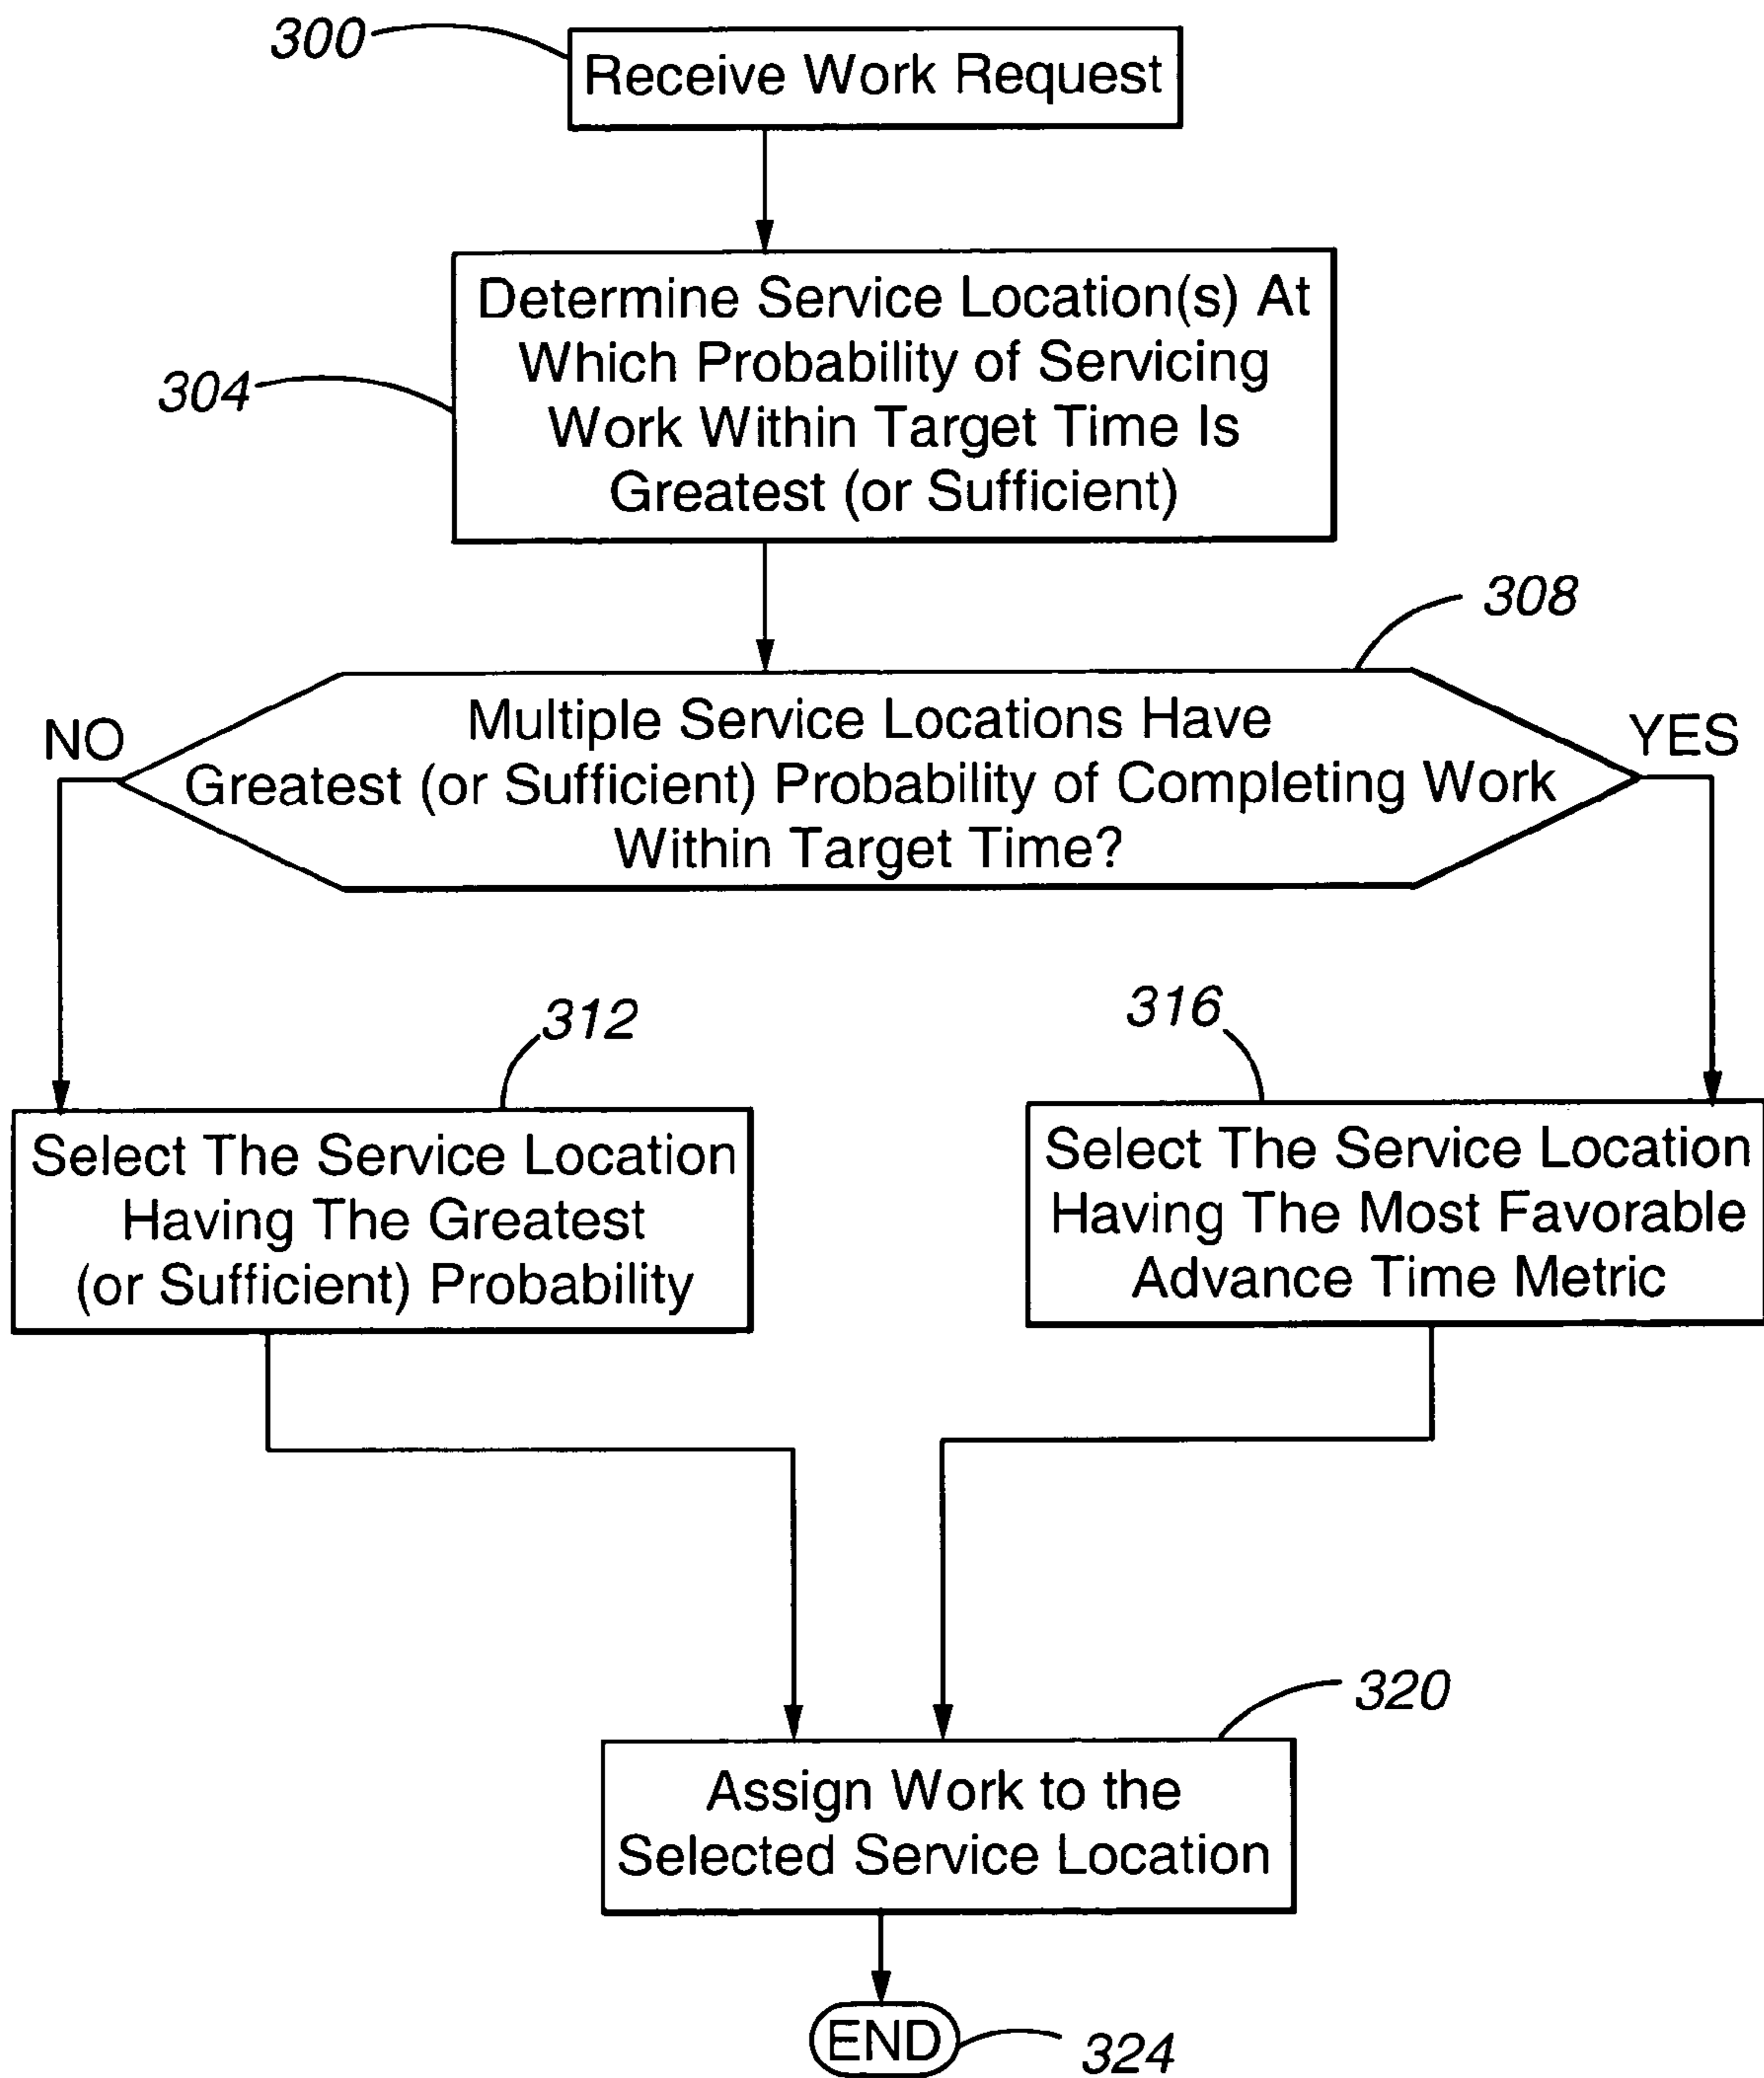 300
Receive Work Request
304
Determine Service Location(s) At
Which Probability of Servicing
Work Within Target Time Is
Greatest (or Sufficient)
308
NO
YES
Multiple Service Locations Have
Greatest (or Sufficient) Probability of Completing Work
Within Target Time?
312
Select The Service Location
Having The Greatest
(or Sufficient) Probability
316
Select The Service Location
Having The Most Favorable
Advance Time Metric
320
Assign Work to the
Selected Service Location
END
324